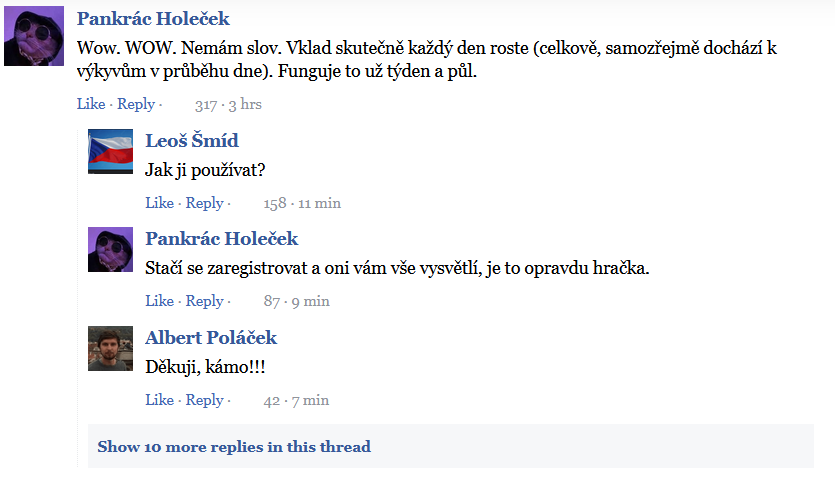 Pankrác Holeček
Wow. WOW. Nemám slov. Vklad skutečně každý den roste (celkově, samozřejmě dochází k
výkyvům v průběhu dne). Funguje to už týden a půl.
Like · Reply · 317 · 3 hrs
Leoš Šmíd
Jak ji používat?
Like · Reply · 158 · 11 min
Pankrác Holeček
Stačí se zaregistrovat a oni vám vše vysvětlí, je to opravdu hračka.
Like · Reply · 87 · 9 min
Albert Poláček
Děkuji, kámo!!!
Like · Reply · 42 · 7 min
Show 10 more replies in this thread